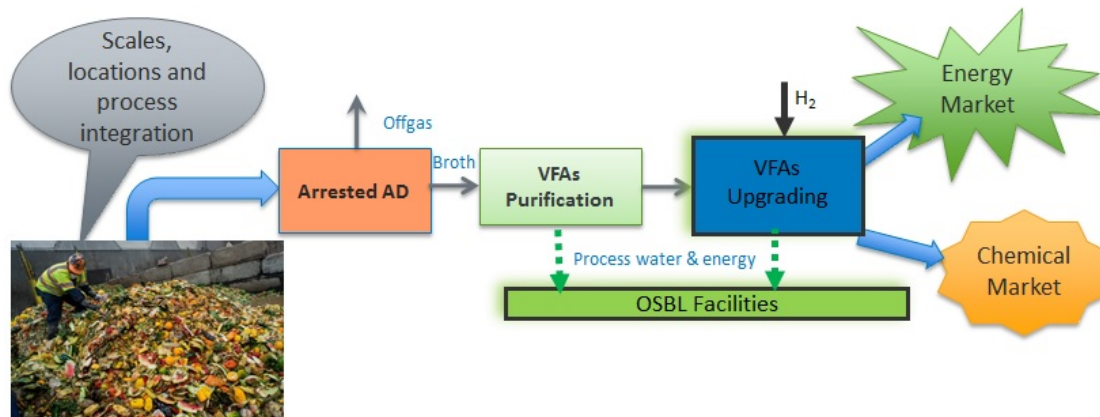 Scales,
locations and
process
integration
Offgas
Arrested AD
Broth
VFAs
Purification
H₂
VFAs
Upgrading
Energy
Market
Chemical
Market
Process water & energy
OSBL Facilities